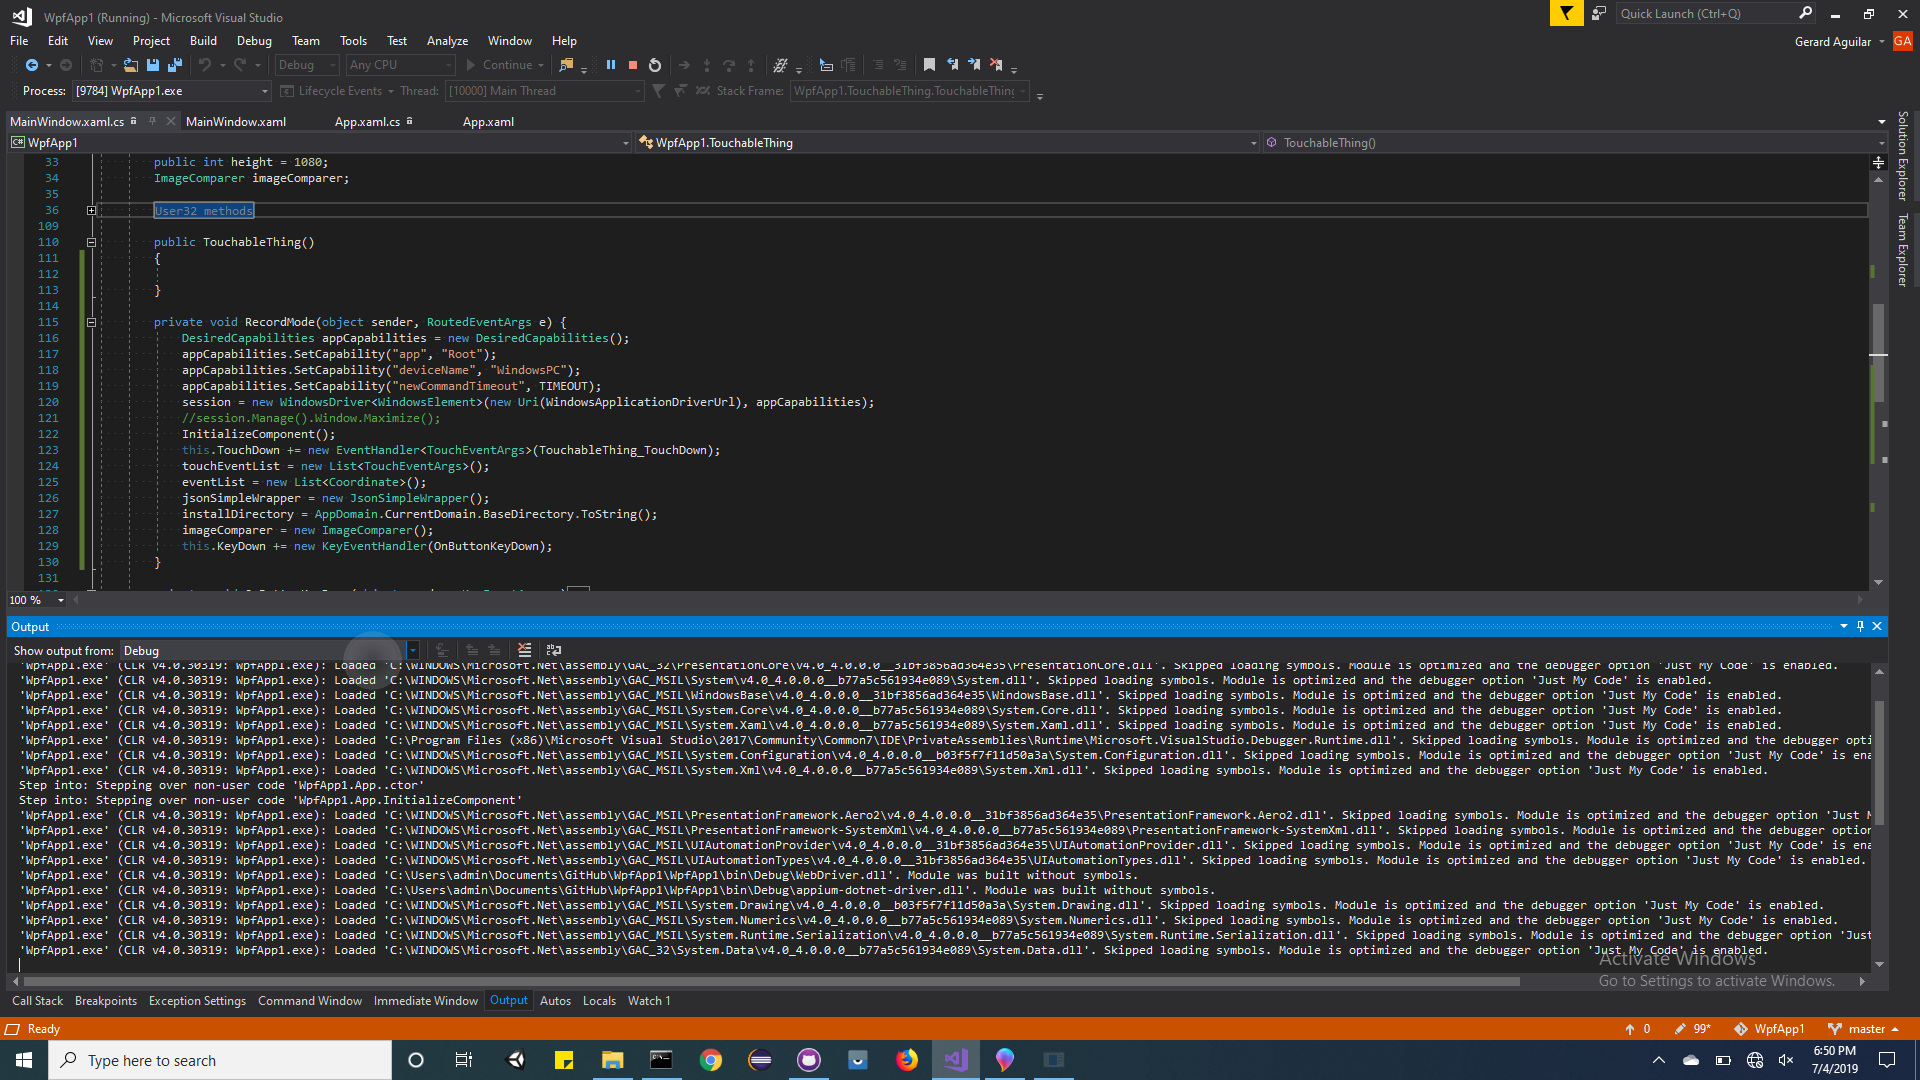 WpfApp1 (Running) - Microsoft Visual Studio
Quick Launch (Ctrl+Q)
File Edit View Project Build Debug Team Tools Test Analyze Window Help
Gerard Aguilar GA
Debug Any CPU Continue
Process: [9784] WpfApp1.exe Lifecycle Events Thread: [10000] Main Thread Stack Frame: WpfApp1.TouchableThing.TouchableThing
MainWindow.xaml.cs MainWindow.xaml App.xaml.cs App.xaml
C# WpfApp1 WpfApp1.TouchableThing TouchableThing()
Solution Explorer
Team Explorer
33 public int height = 1080;
34 ImageComparer imageComparer;
35
36 User32 methods
109
110 public TouchableThing()
111 {
112
113 }
114
115 private void RecordMode(object sender, RoutedEventArgs e) {
116 DesiredCapabilities appCapabilities = new DesiredCapabilities();
117 appCapabilities.SetCapability("app", "Root");
118 appCapabilities.SetCapability("deviceName", "WindowsPC");
119 appCapabilities.SetCapability("newCommandTimeout", TIMEOUT);
120 session = new WindowsDriver<WindowsElement>(new Uri(WindowsApplicationDriverUrl), appCapabilities);
121 //session.Manage().Window.Maximize();
122 InitializeComponent();
123 this.TouchDown += new EventHandler<TouchEventArgs>(TouchableThing_TouchDown);
124 touchEventList = new List<TouchEventArgs>();
125 eventList = new List<Coordinate>();
126 jsonSimpleWrapper = new JsonSimpleWrapper();
127 installDirectory = AppDomain.CurrentDomain.BaseDirectory.ToString();
128 imageComparer = new ImageComparer();
129 this.KeyDown += new KeyEventHandler(OnButtonKeyDown);
130 }
131
100 %
Output
Show output from: Debug
'WpfApp1.exe' (CLR v4.0.30319: WpfApp1.exe): Loaded 'C:\WINDOWS\Microsoft.Net\assembly\GAC_32\PresentationCore\v4.0_4.0.0.0__31bf3856ad364e35\PresentationCore.dll'. Skipped loading symbols. Module is optimized and the debugger option 'Just My Code' is enabled.
'WpfApp1.exe' (CLR v4.0.30319: WpfApp1.exe): Loaded 'C:\WINDOWS\Microsoft.Net\assembly\GAC_MSIL\System\v4.0_4.0.0.0__b77a5c561934e089\System.dll'. Skipped loading symbols. Module is optimized and the debugger option 'Just My Code' is enabled.
'WpfApp1.exe' (CLR v4.0.30319: WpfApp1.exe): Loaded 'C:\WINDOWS\Microsoft.Net\assembly\GAC_MSIL\WindowsBase\v4.0_4.0.0.0__31bf3856ad364e35\WindowsBase.dll'. Skipped loading symbols. Module is optimized and the debugger option 'Just My Code' is enabled.
'WpfApp1.exe' (CLR v4.0.30319: WpfApp1.exe): Loaded 'C:\WINDOWS\Microsoft.Net\assembly\GAC_MSIL\System.Core\v4.0_4.0.0.0__b77a5c561934e089\System.Core.dll'. Skipped loading symbols. Module is optimized and the debugger option 'Just My Code' is enabled.
'WpfApp1.exe' (CLR v4.0.30319: WpfApp1.exe): Loaded 'C:\WINDOWS\Microsoft.Net\assembly\GAC_MSIL\System.Xaml\v4.0_4.0.0.0__b77a5c561934e089\System.Xaml.dll'. Skipped loading symbols. Module is optimized and the debugger option 'Just My Code' is enabled.
'WpfApp1.exe' (CLR v4.0.30319: WpfApp1.exe): Loaded 'C:\Program Files (x86)\Microsoft Visual Studio\2017\Community\Common7\IDE\PrivateAssemblies\Runtime\Microsoft.VisualStudio.Debugger.Runtime.dll'. Skipped loading symbols. Module is optimized and the debugger opti
'WpfApp1.exe' (CLR v4.0.30319: WpfApp1.exe): Loaded 'C:\WINDOWS\Microsoft.Net\assembly\GAC_MSIL\System.Configuration\v4.0_4.0.0.0__b03f5f7f11d50a3a\System.Configuration.dll'. Skipped loading symbols. Module is optimized and the debugger option 'Just My Code' is ena
'WpfApp1.exe' (CLR v4.0.30319: WpfApp1.exe): Loaded 'C:\WINDOWS\Microsoft.Net\assembly\GAC_MSIL\System.Xml\v4.0_4.0.0.0__b77a5c561934e089\System.Xml.dll'. Skipped loading symbols. Module is optimized and the debugger option 'Just My Code' is enabled.
Step into: Stepping over non-user code 'WpfApp1.App..ctor'
Step into: Stepping over non-user code 'WpfApp1.App.InitializeComponent'
'WpfApp1.exe' (CLR v4.0.30319: WpfApp1.exe): Loaded 'C:\WINDOWS\Microsoft.Net\assembly\GAC_MSIL\PresentationFramework.Aero2\v4.0_4.0.0.0__31bf3856ad364e35\PresentationFramework.Aero2.dll'. Skipped loading symbols. Module is optimized and the debugger option 'Just M
'WpfApp1.exe' (CLR v4.0.30319: WpfApp1.exe): Loaded 'C:\WINDOWS\Microsoft.Net\assembly\GAC_MSIL\PresentationFramework-SystemXml\v4.0_4.0.0.0__b77a5c561934e089\PresentationFramework-SystemXml.dll'. Skipped loading symbols. Module is optimized and the debugger option
'WpfApp1.exe' (CLR v4.0.30319: WpfApp1.exe): Loaded 'C:\WINDOWS\Microsoft.Net\assembly\GAC_MSIL\UIAutomationProvider\v4.0_4.0.0.0__31bf3856ad364e35\UIAutomationProvider.dll'. Skipped loading symbols. Module is optimized and the debugger option 'Just My Code' is ena
'WpfApp1.exe' (CLR v4.0.30319: WpfApp1.exe): Loaded 'C:\WINDOWS\Microsoft.Net\assembly\GAC_MSIL\UIAutomationTypes\v4.0_4.0.0.0__31bf3856ad364e35\UIAutomationTypes.dll'. Skipped loading symbols. Module is optimized and the debugger option 'Just My Code' is enabled.
'WpfApp1.exe' (CLR v4.0.30319: WpfApp1.exe): Loaded 'C:\Users\admin\Documents\GitHub\WpfApp1\WpfApp1\bin\Debug\WebDriver.dll'. Module was built without symbols.
'WpfApp1.exe' (CLR v4.0.30319: WpfApp1.exe): Loaded 'C:\Users\admin\Documents\GitHub\WpfApp1\WpfApp1\bin\Debug\appium-dotnet-driver.dll'. Module was built without symbols.
'WpfApp1.exe' (CLR v4.0.30319: WpfApp1.exe): Loaded 'C:\WINDOWS\Microsoft.Net\assembly\GAC_MSIL\System.Drawing\v4.0_4.0.0.0__b03f5f7f11d50a3a\System.Drawing.dll'. Skipped loading symbols. Module is optimized and the debugger option 'Just My Code' is enabled.
'WpfApp1.exe' (CLR v4.0.30319: WpfApp1.exe): Loaded 'C:\WINDOWS\Microsoft.Net\assembly\GAC_MSIL\System.Numerics\v4.0_4.0.0.0__b77a5c561934e089\System.Numerics.dll'. Skipped loading symbols. Module is optimized and the debugger option 'Just My Code' is enabled.
'WpfApp1.exe' (CLR v4.0.30319: WpfApp1.exe): Loaded 'C:\WINDOWS\Microsoft.Net\assembly\GAC_MSIL\System.Runtime.Serialization\v4.0_4.0.0.0__b77a5c561934e089\System.Runtime.Serialization.dll'. Skipped loading symbols. Module is optimized and the debugger option 'Just
'WpfApp1.exe' (CLR v4.0.30319: WpfApp1.exe): Loaded 'C:\WINDOWS\Microsoft.Net\assembly\GAC_32\System.Data\v4.0_4.0.0.0__b77a5c561934e089\System.Data.dll'. Skipped loading symbols. Module is optimized and the debugger option 'Just My Code' is enabled.
Activate Windows
Go to Settings to activate Windows.
Call Stack Breakpoints Exception Settings Command Window Immediate Window Output Autos Locals Watch 1
Ready 0 99* WpfApp1 master
Type here to search
6:50 PM
7/4/2019